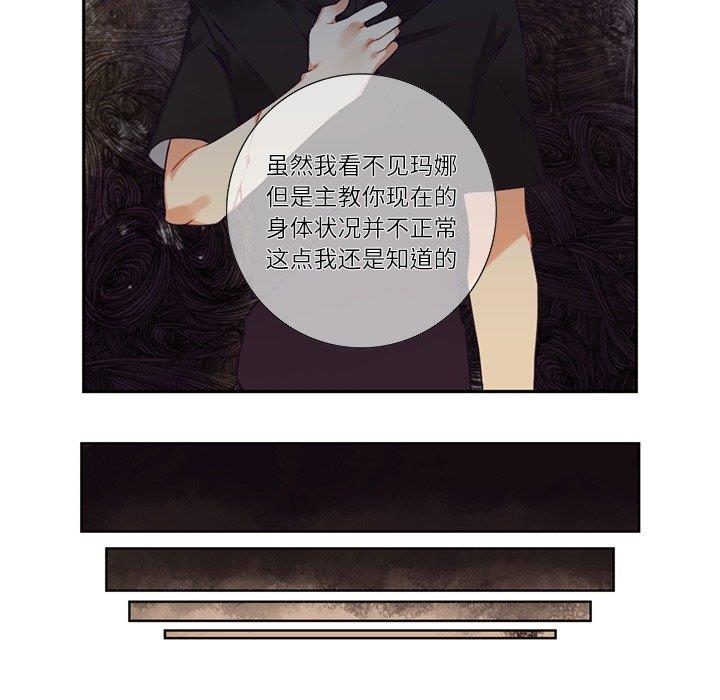 虽然我看不见玛娜
但是主教你现在的
身体状况并不正常
这点我还是知道的